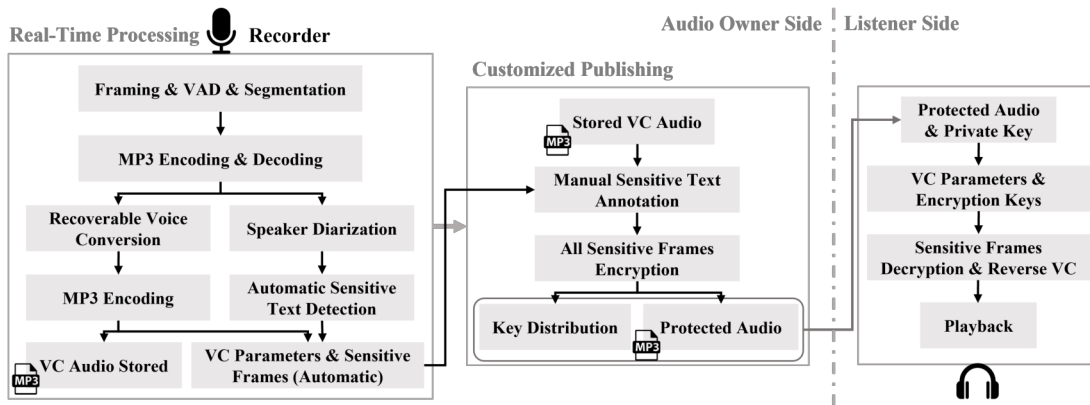 Real-Time Processing
Recorder
Framing & VAD & Segmentation
MP3 Encoding & Decoding
Recoverable Voice
Conversion
Speaker Diarization
MP3 Encoding
Automatic Sensitive
Text Detection
MP3
VC Audio Stored
VC Parameters & Sensitive
Frames (Automatic)
Audio Owner Side
Customized Publishing
MP3
Stored VC Audio
Manual Sensitive Text
Annotation
All Sensitive Frames
Encryption
Key Distribution
MP3
Protected Audio
Listener Side
Protected Audio
& Private Key
VC Parameters &
Encryption Keys
Sensitive Frames
Decryption & Reverse VC
Playback